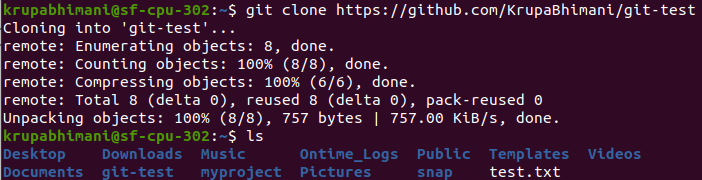 krupabhimani@sf-cpu-302:~$ git clone https://github.com/KrupaBhimani/git-test
Cloning into 'git-test'...
remote: Enumerating objects: 8, done.
remote: Counting objects: 100% (8/8), done.
remote: Compressing objects: 100% (6/6), done.
remote: Total 8 (delta 0), reused 8 (delta 0), pack-reused 0
Unpacking objects: 100% (8/8), 757 bytes | 757.00 KiB/s, done.
krupabhimani@sf-cpu-302:~$ ls
Desktop    Downloads  Music      Ontime_Logs  Public  Templates  Videos
Documents  git-test   myproject  Pictures     snap    test.txt